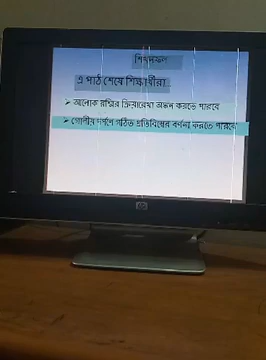 শিখনফল
এ পাঠ শেষে শিক্ষার্থীরা
➢ আলোক রশ্মির ক্রিয়ারেখা অঙ্কন করতে পারবে
➢ গোলীয় দর্পণে গঠিত প্রতিবিম্বের বর্ণনা করতে পারবে
hp